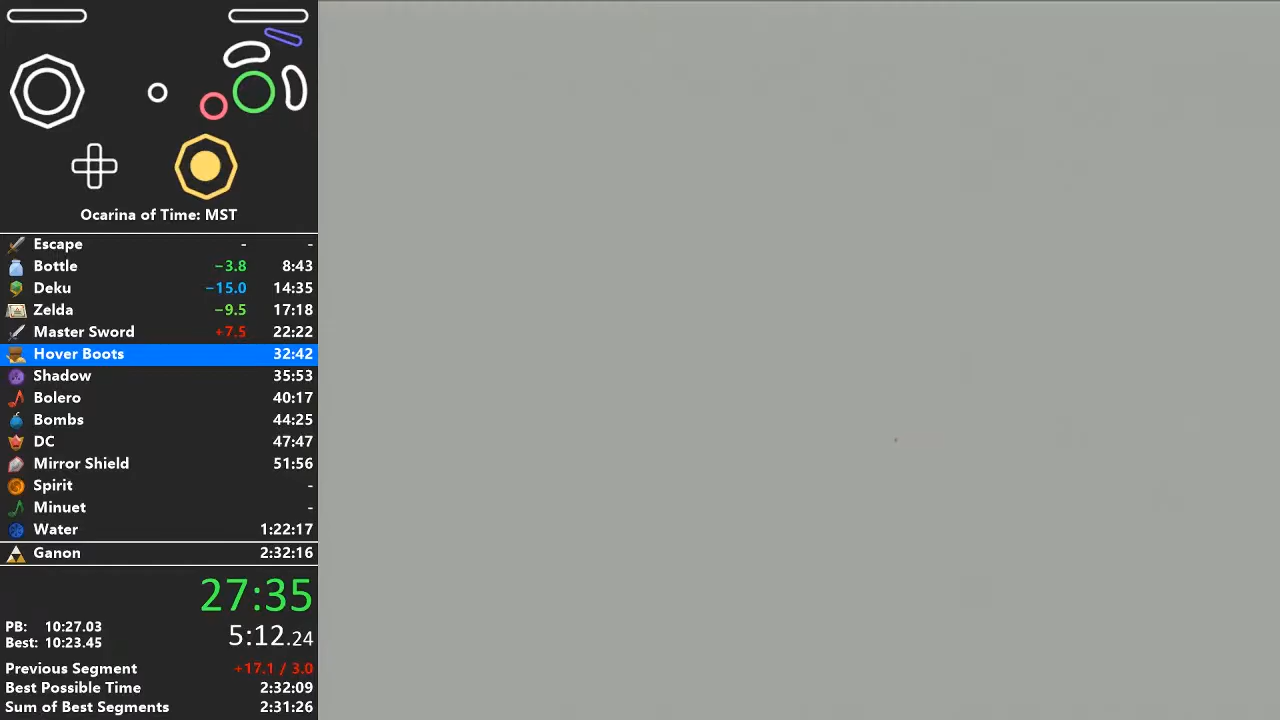 Ocarina of Time: MST
Escape - -
Bottle −3.8 8:43
Deku −15.0 14:35
Zelda −9.5 17:18
Master Sword +7.5 22:22
Hover Boots 32:42
Shadow 35:53
Bolero 40:17
Bombs 44:25
DC 47:47
Mirror Shield 51:56
Spirit -
Minuet -
Water 1:22:17
Ganon 2:32:16
27:35
PB: 10:27.03
Best: 10:23.45
5:12.24
Previous Segment +17.1 / 3.0
Best Possible Time 2:32:09
Sum of Best Segments 2:31:26